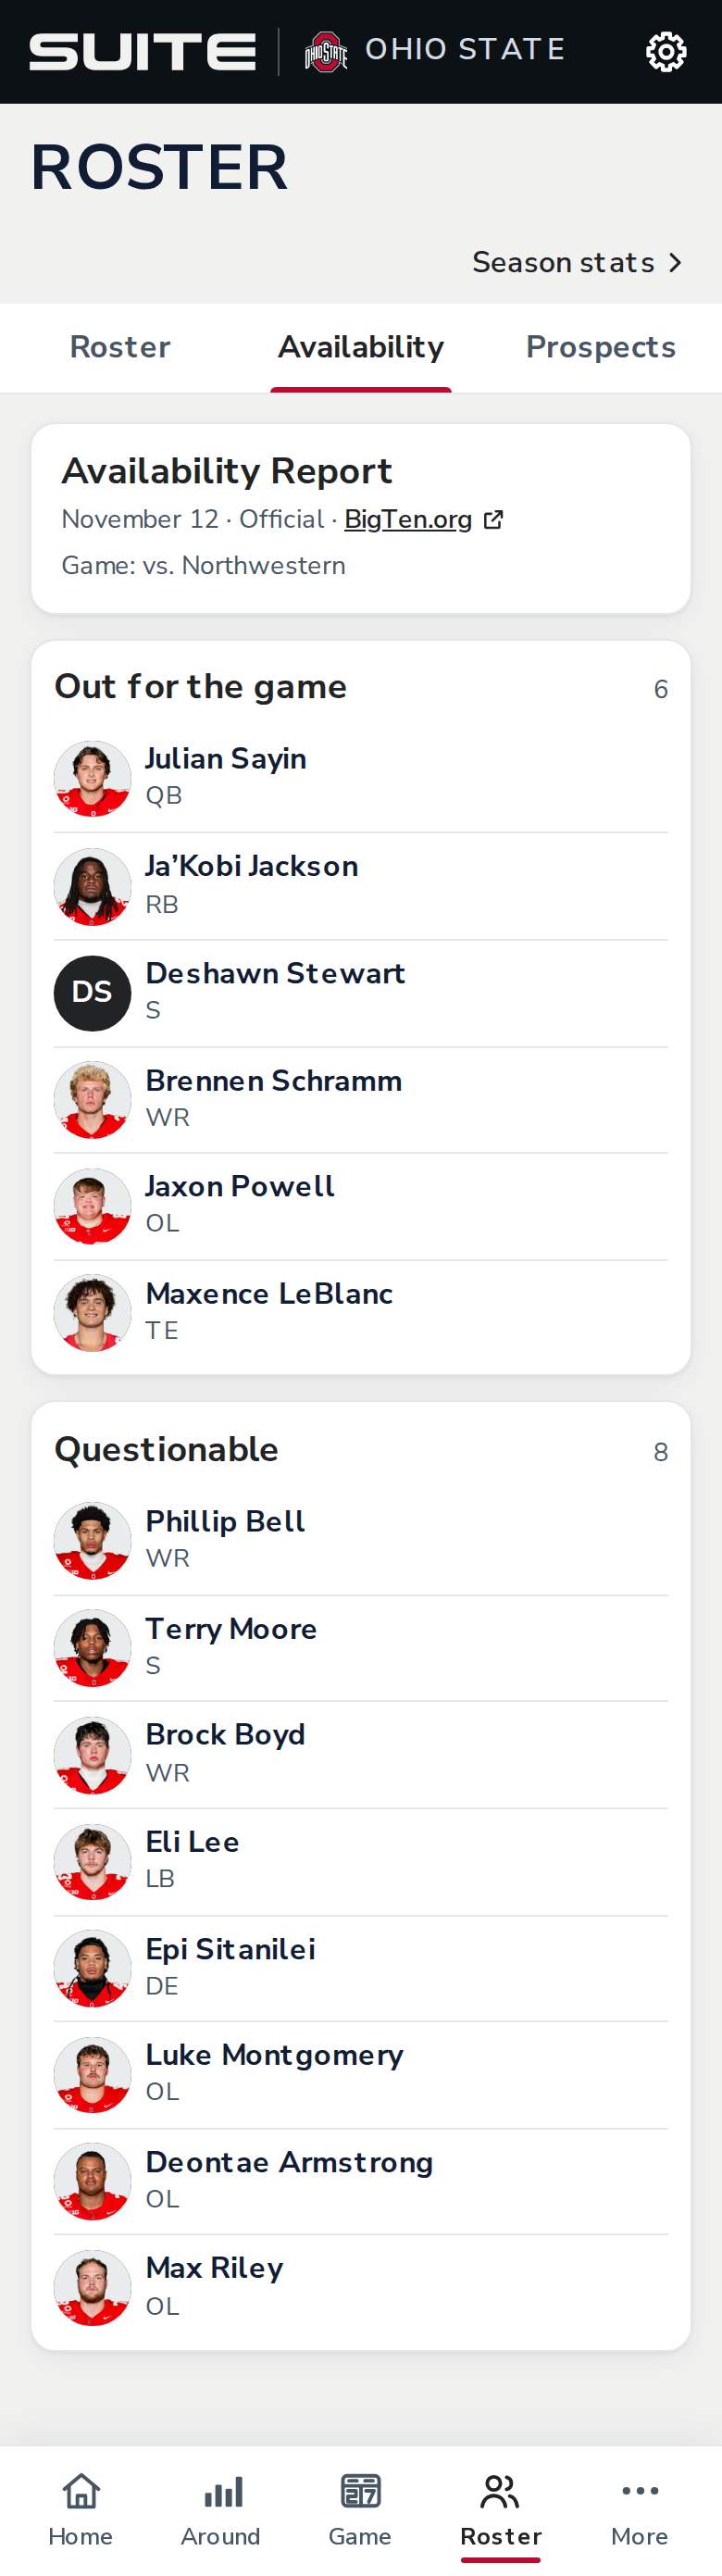 SUITE
OHIO STATE
ROSTER
Season stats
Roster
Availability
Prospects
Availability Report
November 12 · Official · BigTen.org
Game: vs. Northwestern
Out for the game
6
Julian Sayin
QB
Ja’Kobi Jackson
RB
DS
Deshawn Stewart
S
Brennen Schramm
WR
Jaxon Powell
OL
Maxence LeBlanc
TE
Questionable
8
Phillip Bell
WR
Terry Moore
S
Brock Boyd
WR
Eli Lee
LB
Epi Sitanilei
DE
Luke Montgomery
OL
Deontae Armstrong
OL
Max Riley
OL
Home
Around
27
Game
Roster
More